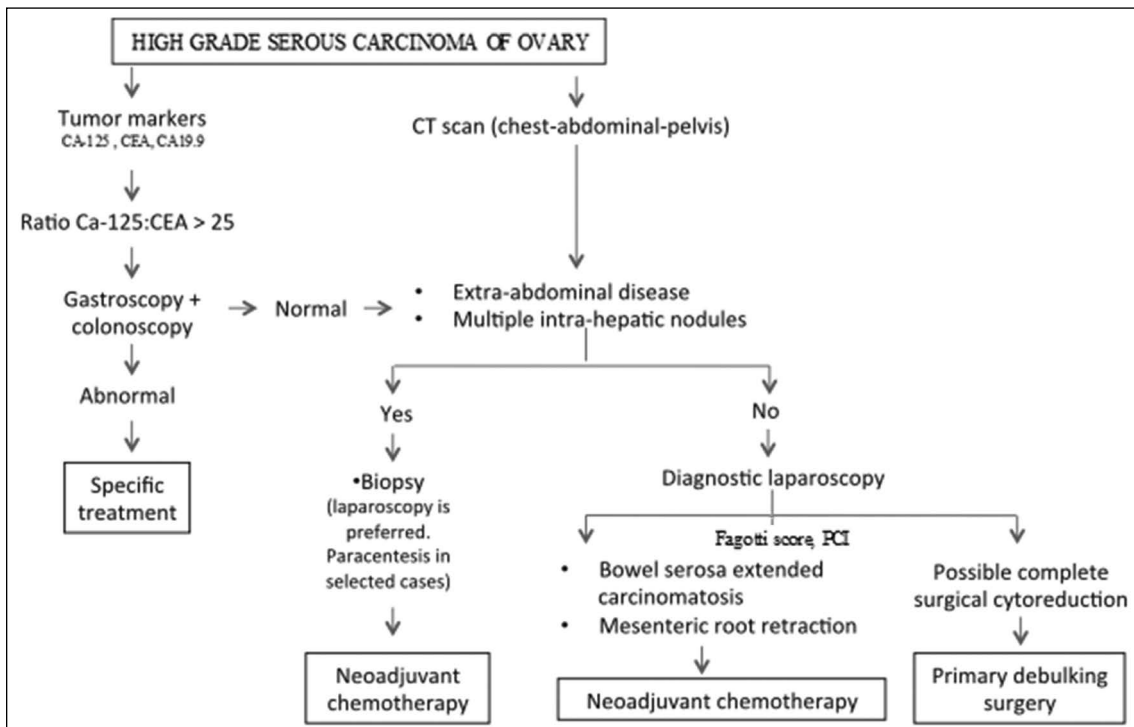 HIGH GRADE SEROUS CARCINOMA OF OVARY
Tumor markers
CA-125 , CEA, CA19.9
Ratio Ca-125:CEA > 25
Gastroscopy +
colonoscopy
Normal
Abnormal
Specific
treatment
CT scan (chest-abdominal-pelvis)
• Extra-abdominal disease
• Multiple intra-hepatic nodules
Yes
•Biopsy
(laparoscopy is
preferred.
Paracentesis in
selected cases)
Neoadjuvant
chemotherapy
No
Diagnostic laparoscopy
Fagotti score, PCI
• Bowel serosa extended
carcinomatosis
• Mesenteric root retraction
Neoadjuvant chemotherapy
Possible complete
surgical cytoreduction
Primary debulking
surgery